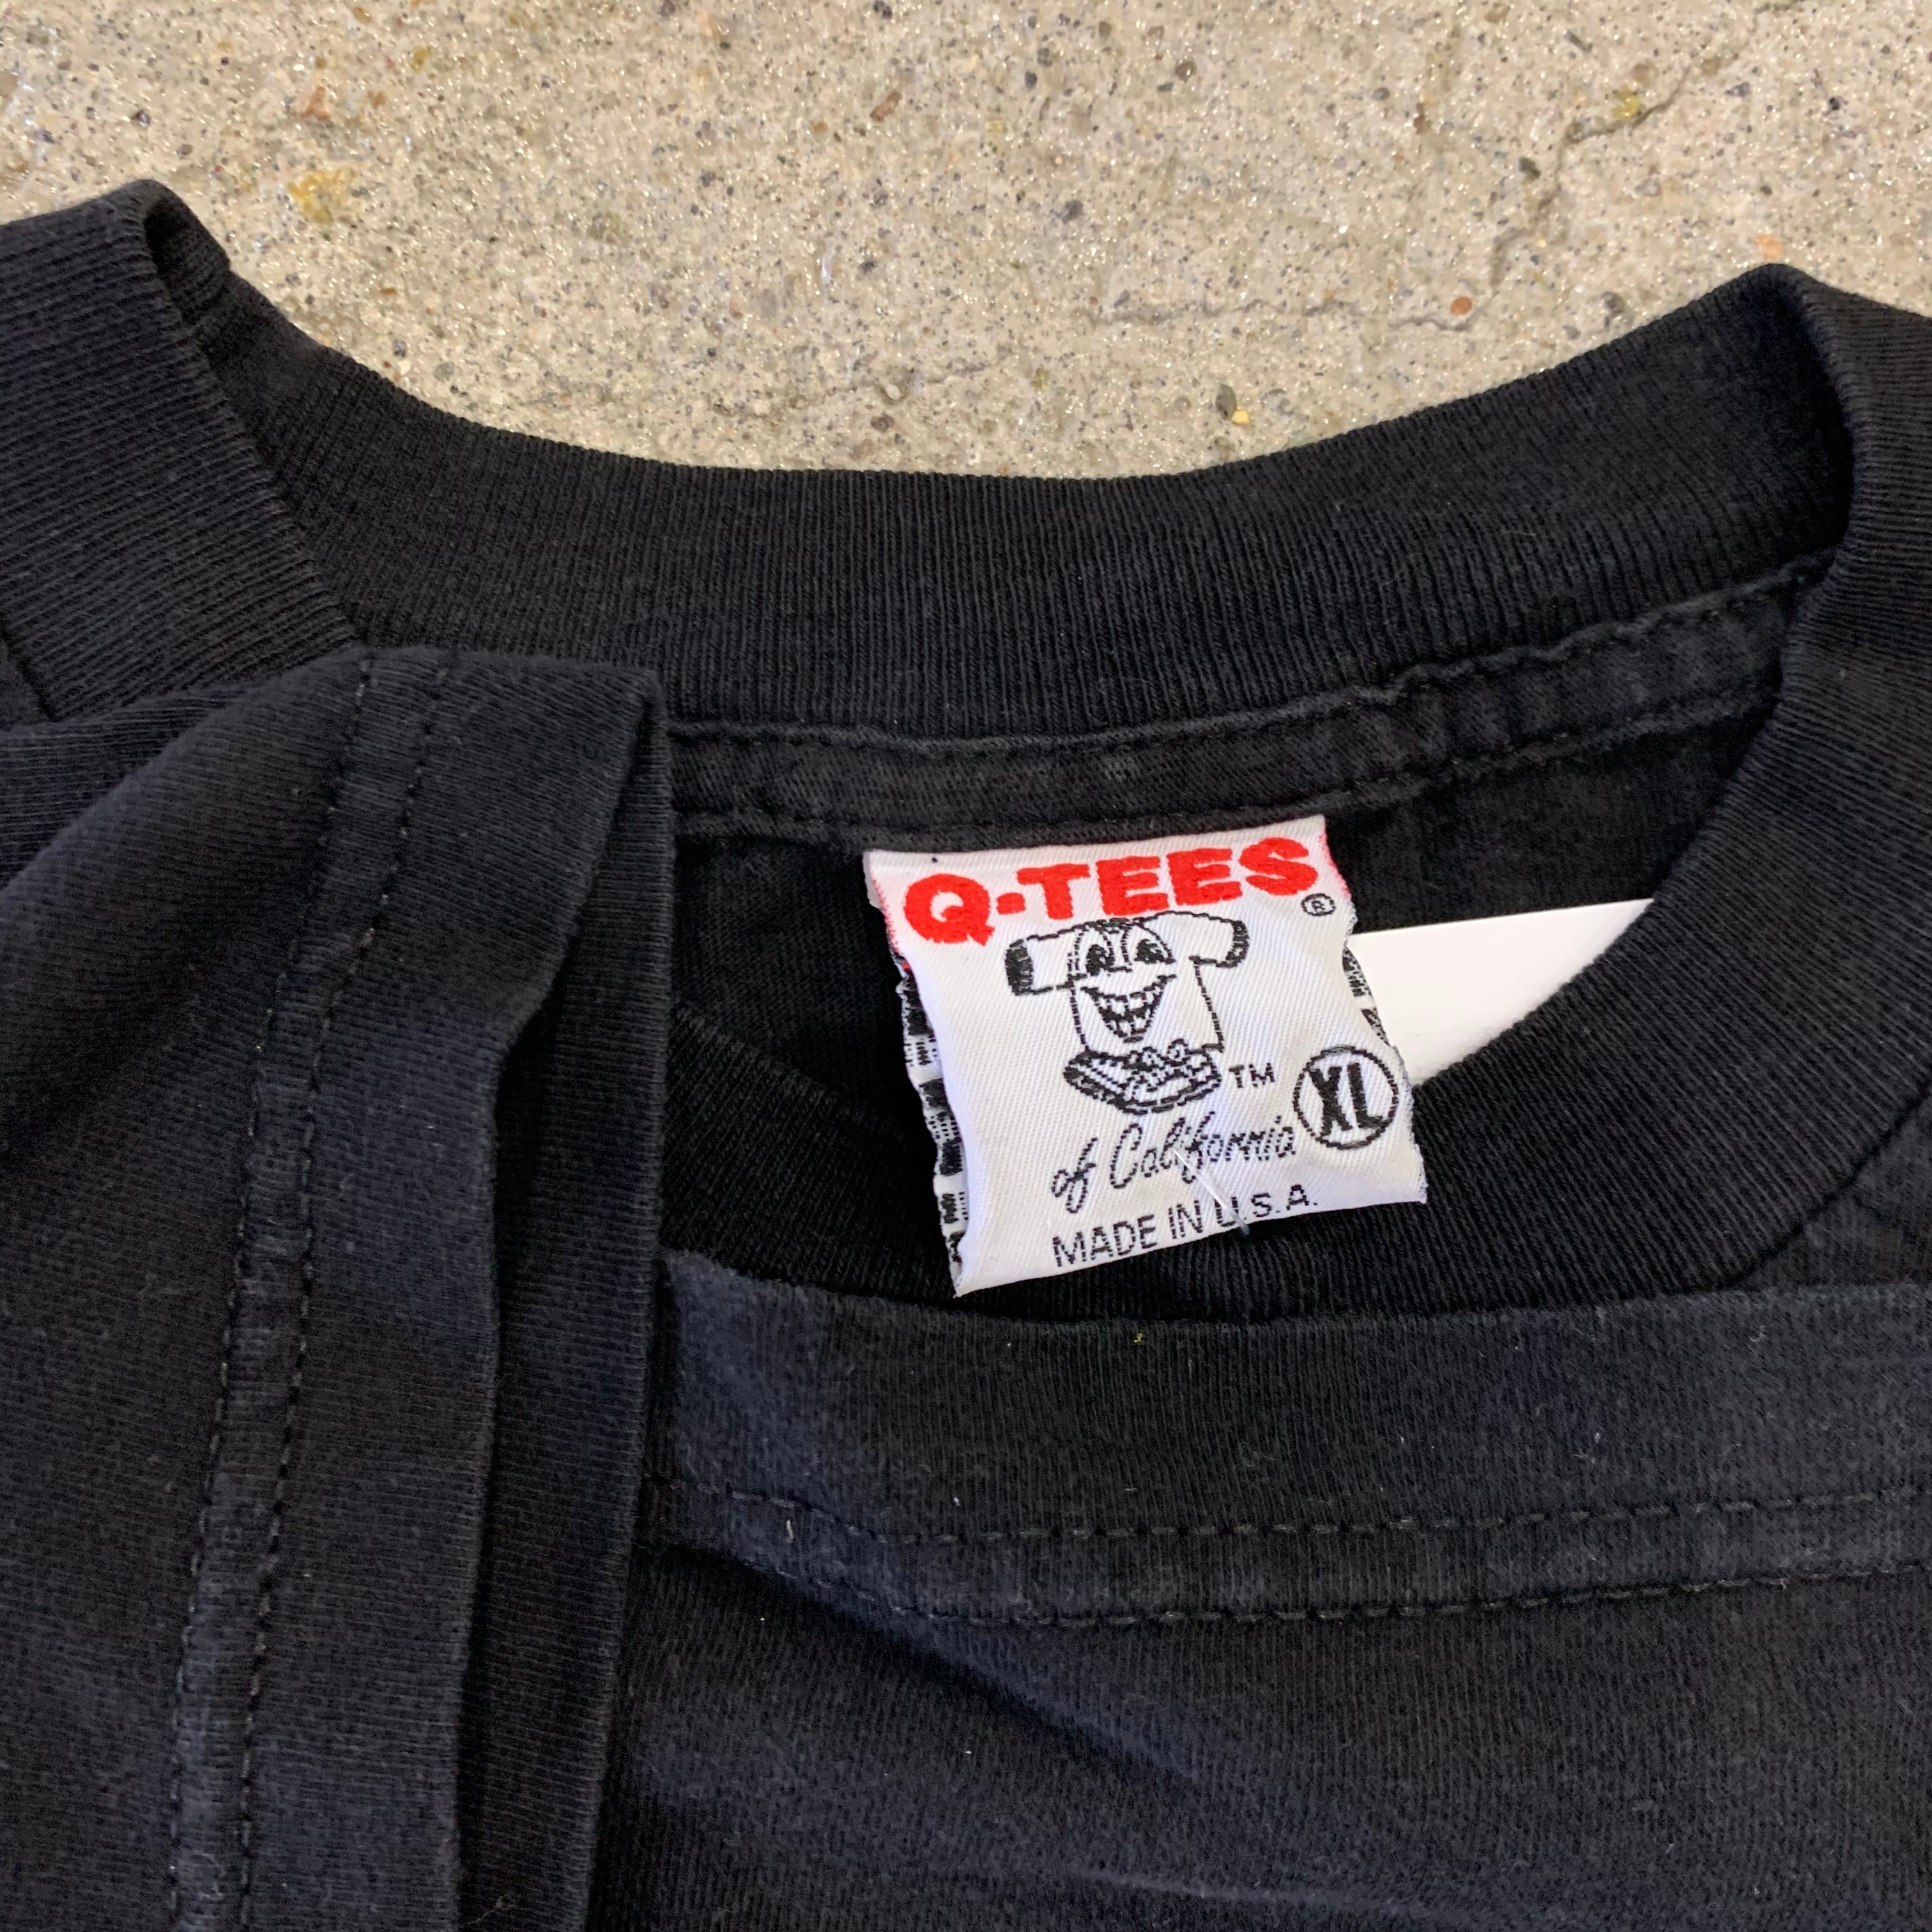 Q-TEES ®
TM
XL
of California
MADE IN U.S.A.